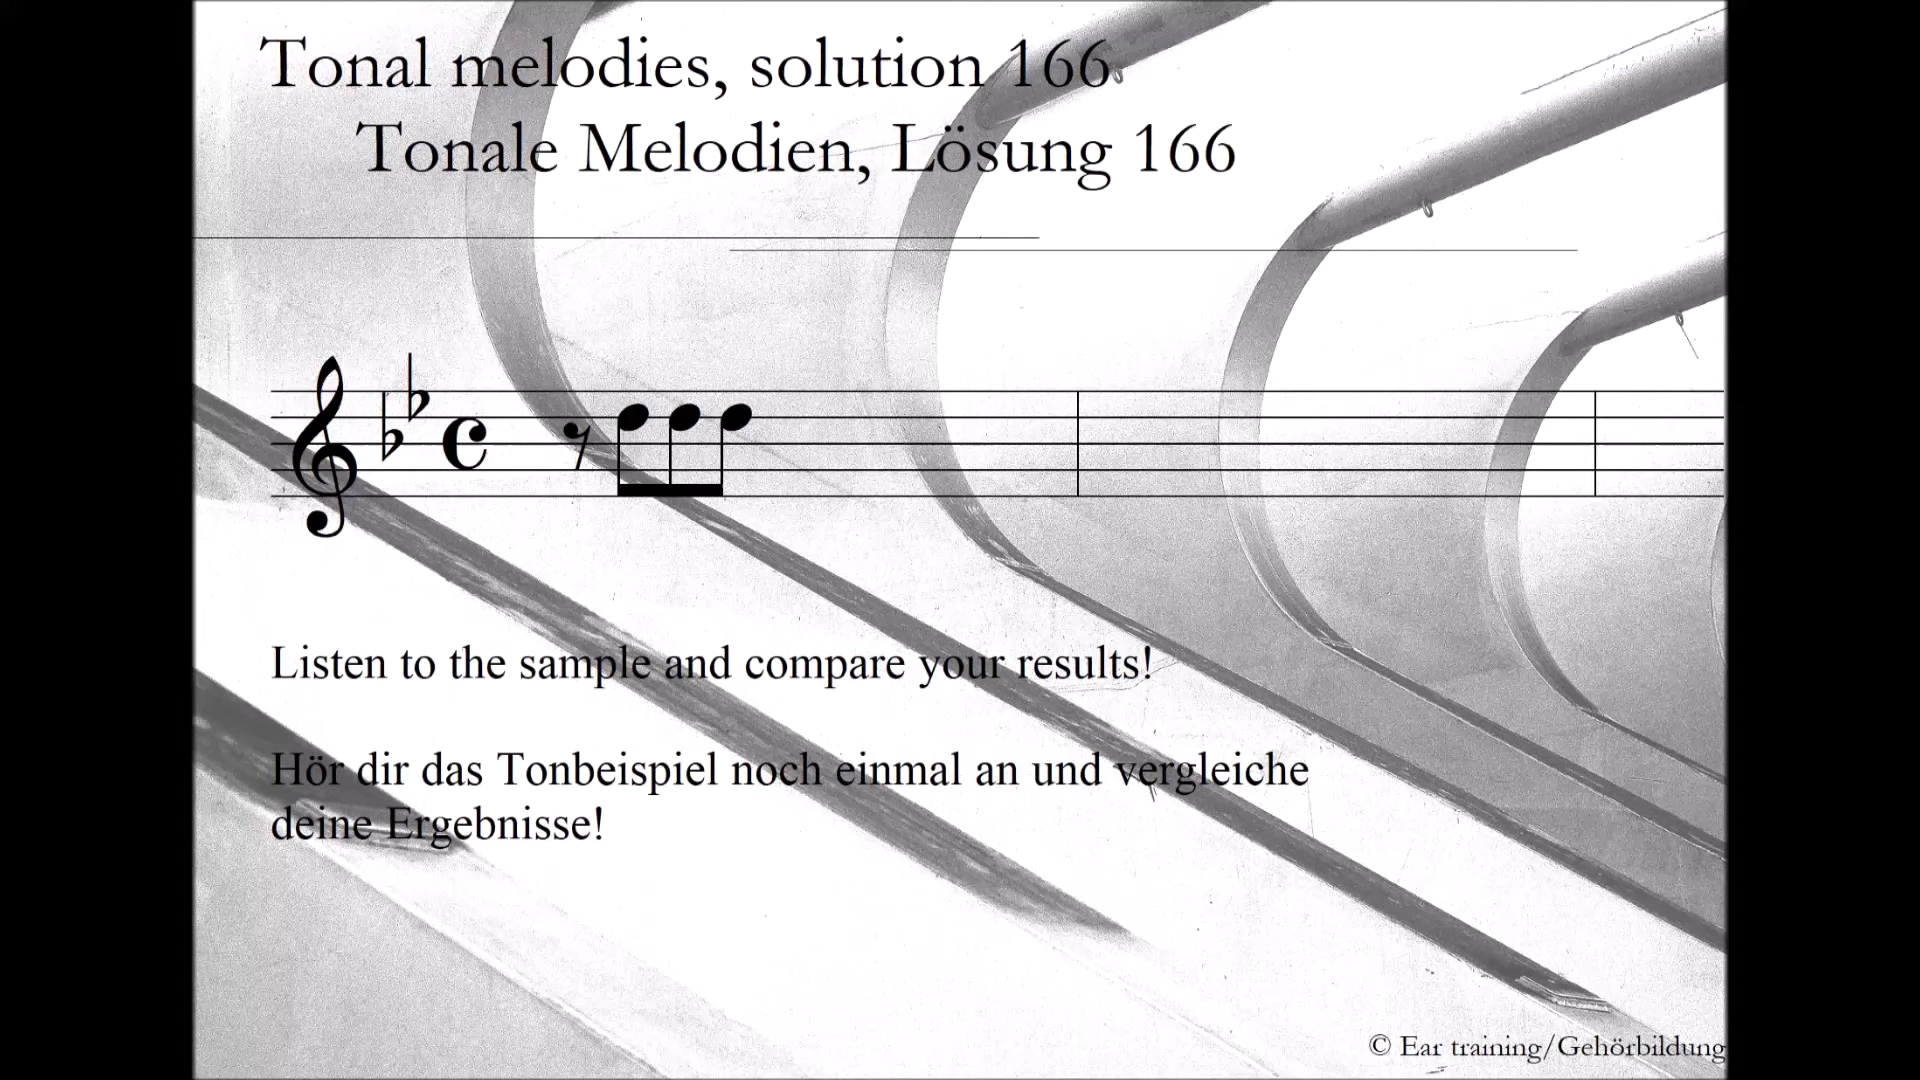 Tonal melodies, solution 166
Tonale Melodien, Lösung 166
Listen to the sample and compare your results!
Hör dir das Tonbeispiel noch einmal an und vergleiche
deine Ergebnisse!
© Ear training/Gehörbildung